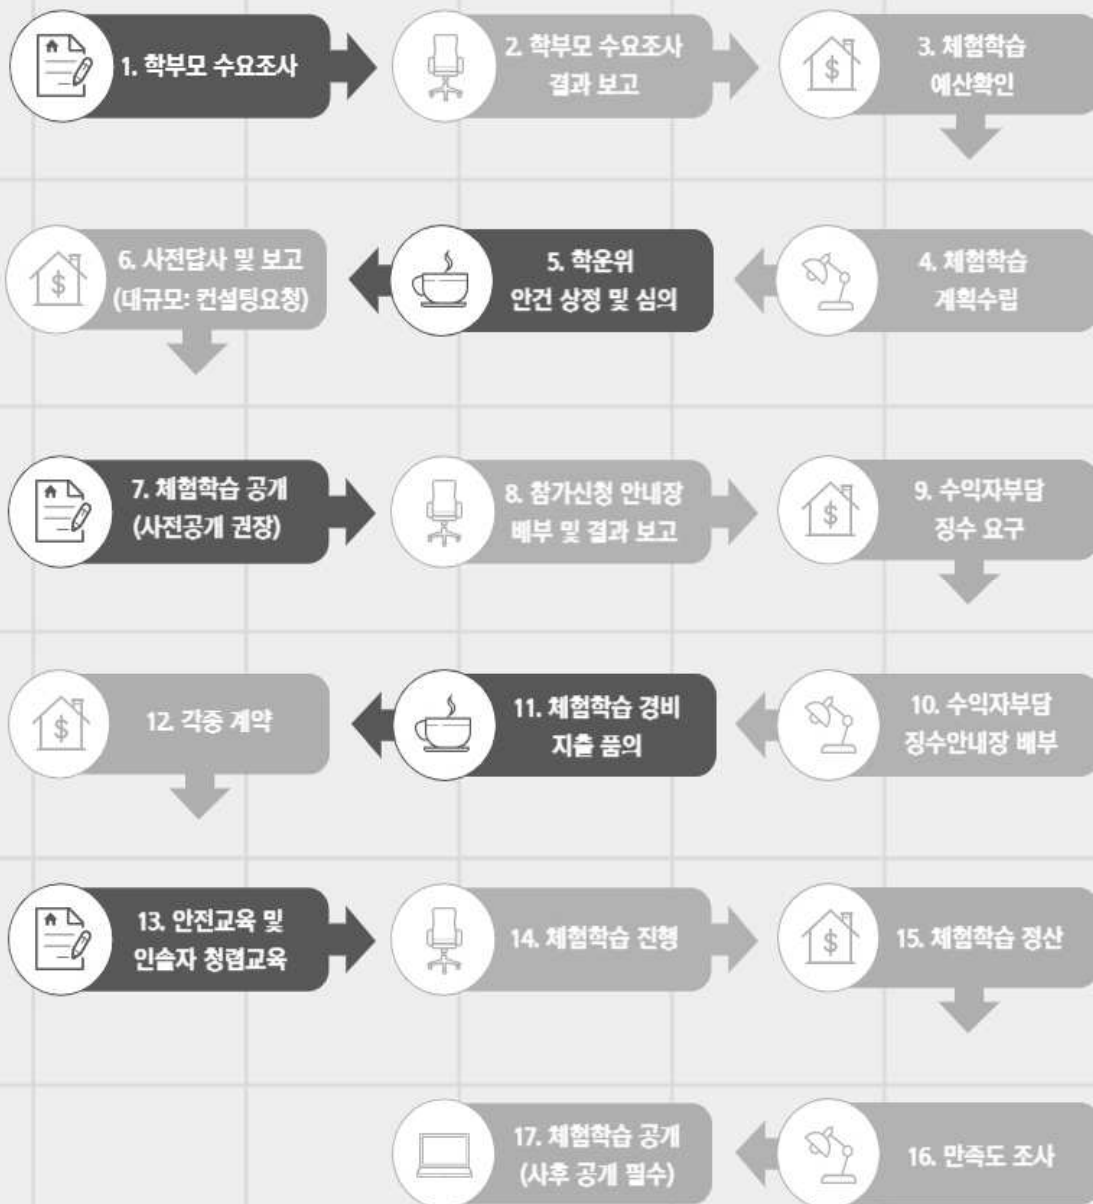 1. 학부모 수요조사
2. 학부모 수요조사
결과 보고
3. 체험학습
예산확인
4. 체험학습
계획수립
5. 학운위
안건 상정 및 심의
6. 사전답사 및 보고
(대규모: 컨설팅요청)
7. 체험학습 공개
(사전공개 권장)
8. 참가신청 안내장
배부 및 결과 보고
9. 수익자부담
징수 요구
10. 수익자부담
징수안내장 배부
11. 체험학습 경비
지출 품의
12. 각종 계약
13. 안전교육 및
인솔자 청렴교육
14. 체험학습 진행
15. 체험학습 정산
16. 만족도 조사
17. 체험학습 공개
(사후 공개 필수)